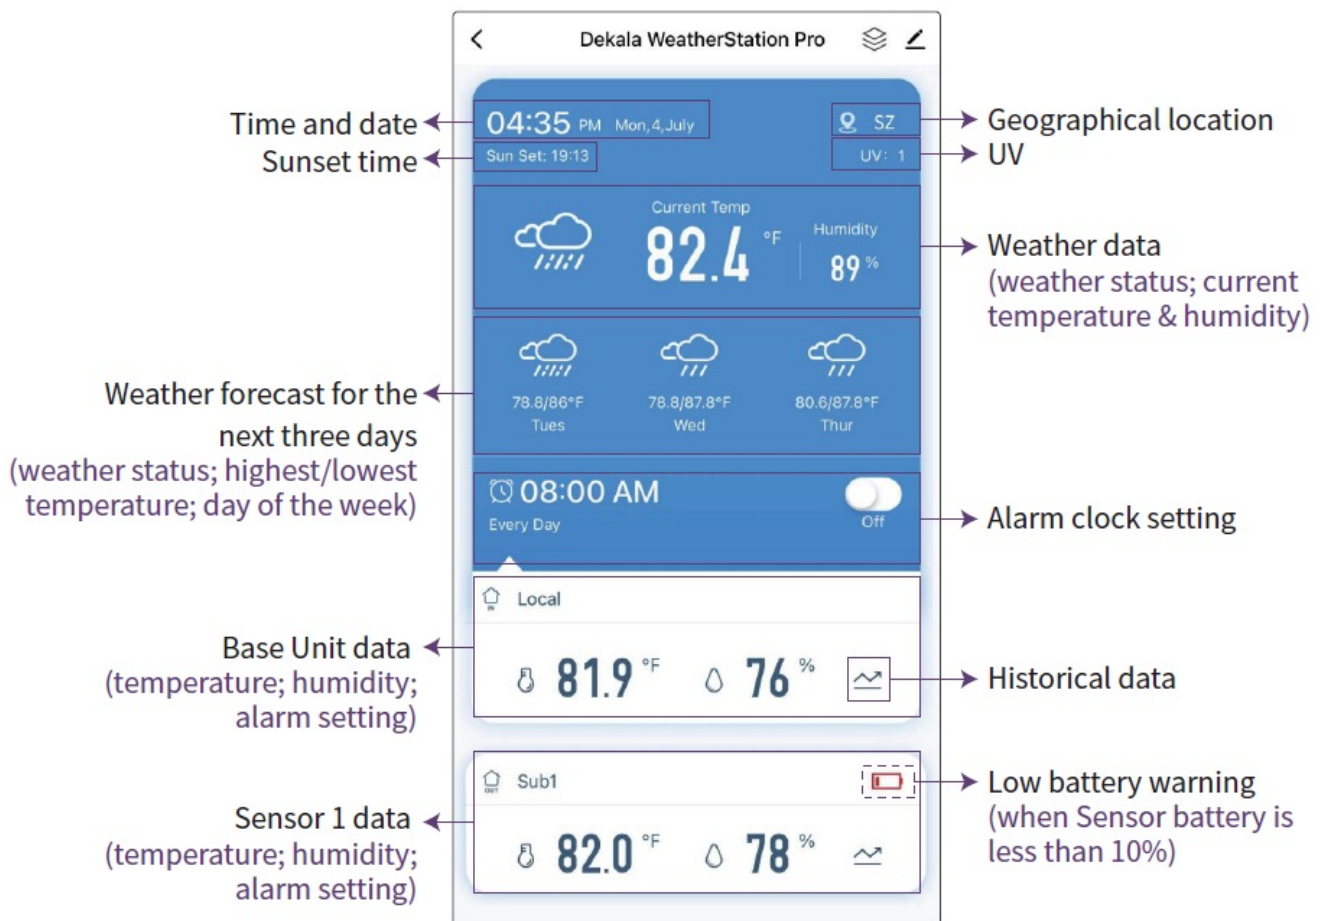 Dekala WeatherStation Pro
Time and date
04:35 PM Mon,4,July
SZ
Geographical location
Sunset time
Sun Set: 19:13
UV: 1
UV
Current Temp
82.4 °F
Humidity
89 %
Weather data
(weather status; current
temperature & humidity)
Weather forecast for the
next three days
(weather status; highest/lowest
temperature; day of the week)
78.8/86°F 78.8/87.8°F 80.6/87.8°F
Tues Wed Thur
08:00 AM
Every Day
Off
Alarm clock setting
IN Local
Base Unit data
(temperature; humidity;
alarm setting)
81.9 °F 76 %
Historical data
OUT Sub1
Low battery warning
(when Sensor battery is
less than 10%)
Sensor 1 data
(temperature; humidity;
alarm setting)
82.0 °F 78 %